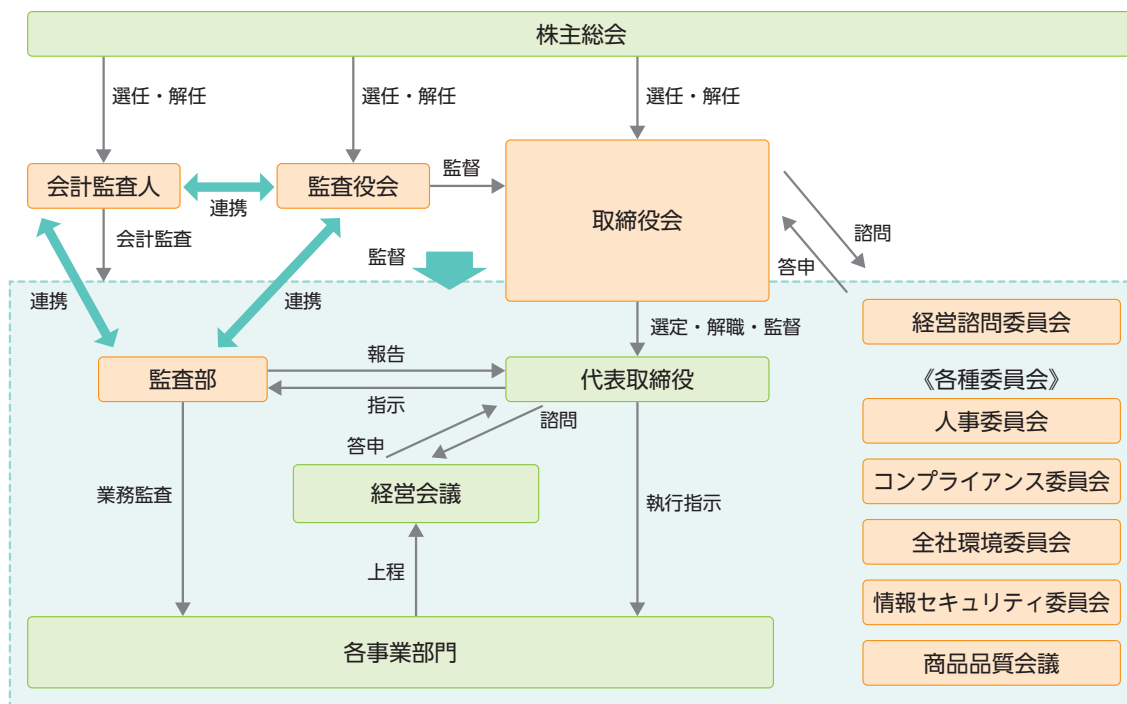 株主総会
選任・解任
選任・解任
選任・解任
会計監査人
連携
監査役会
監督
取締役会
諮問
答申
会計監査
監督
連携
連携
経営諮問委員会
選定・解職・監督
監査部
報告
指示
代表取締役
《各種委員会》
人事委員会
答申
諮問
経営会議
コンプライアンス委員会
業務監査
執行指示
全社環境委員会
上程
情報セキュリティ委員会
各事業部門
商品品質会議